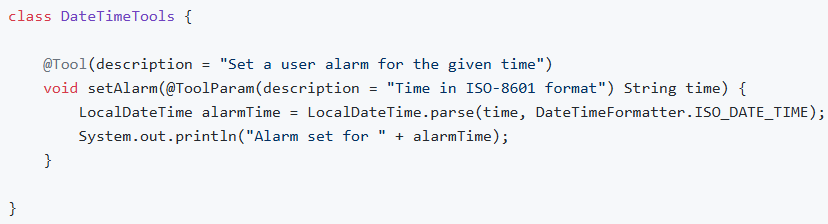 class DateTimeTools {
@Tool(description = "Set a user alarm for the given time")
void setAlarm(@ToolParam(description = "Time in ISO-8601 format") String time) {
LocalDateTime alarmTime = LocalDateTime.parse(time, DateTimeFormatter.ISO_DATE_TIME);
System.out.println("Alarm set for " + alarmTime);
}
}